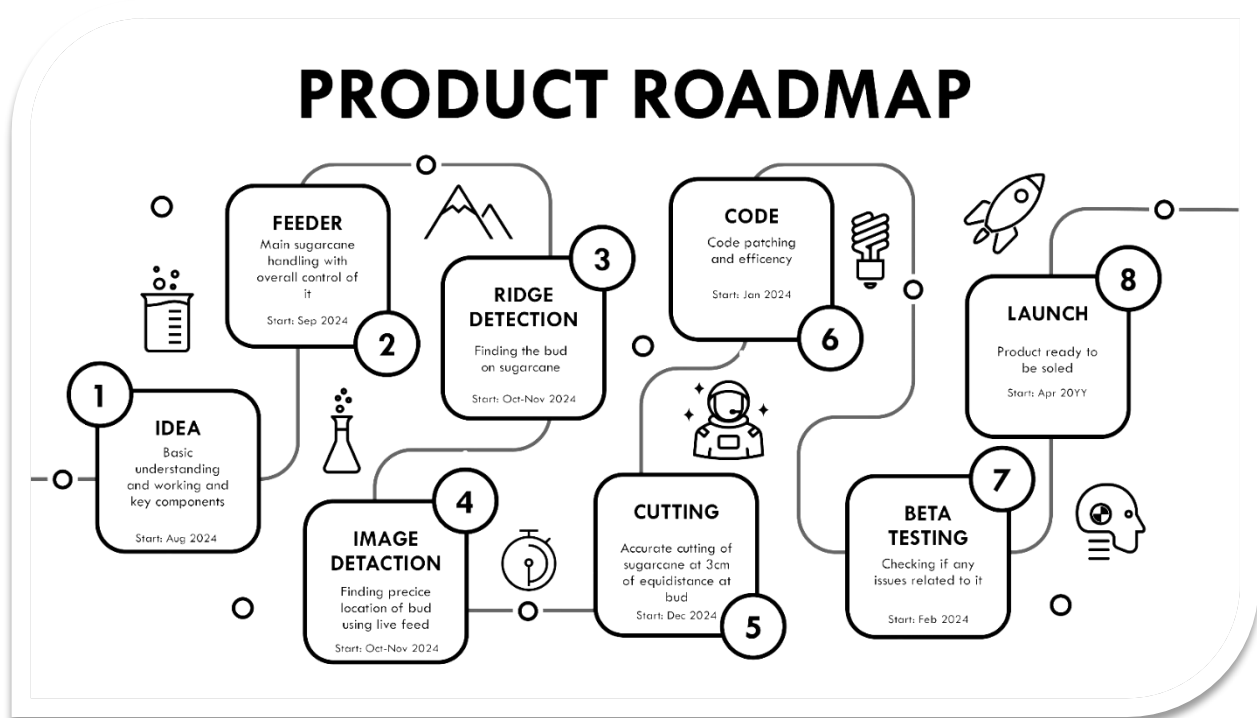 PRODUCT ROADMAP
1
IDEA
Basic
understanding
and working and
key components
Start: Aug 2024
FEEDER
Main sugarcane
handling with
overall control of
it
Start: Sep 2024
2
3
RIDGE
DETECTION
Finding the bud
on sugarcane
Start: Oct-Nov 2024
4
IMAGE
DETACTION
Finding precice
location of bud
using live feed
Start: Oct-Nov 2024
CUTTING
Accurate cutting of
sugarcane at 3cm
of equidistance at
bud
Start: Dec 2024
5
CODE
Code patching
and efficency
Start: Jan 2024
6
7
BETA
TESTING
Checking if any
issues related to it
Start: Feb 2024
8
LAUNCH
Product ready to
be soled
Start: Apr 20YY